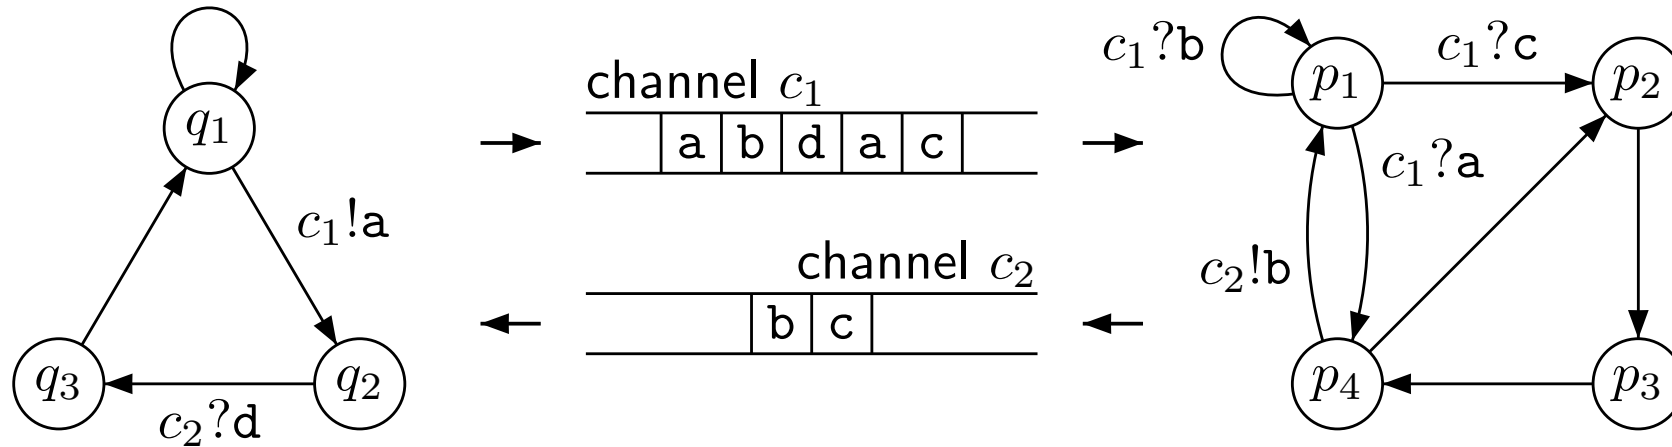 q₁
c₁!a
q₃
q₂
c₂?d
channel c₁
a b d a c
channel c₂
b c
c₁?b
p₁
c₁?c
p₂
c₁?a
c₂!b
p₄
p₃